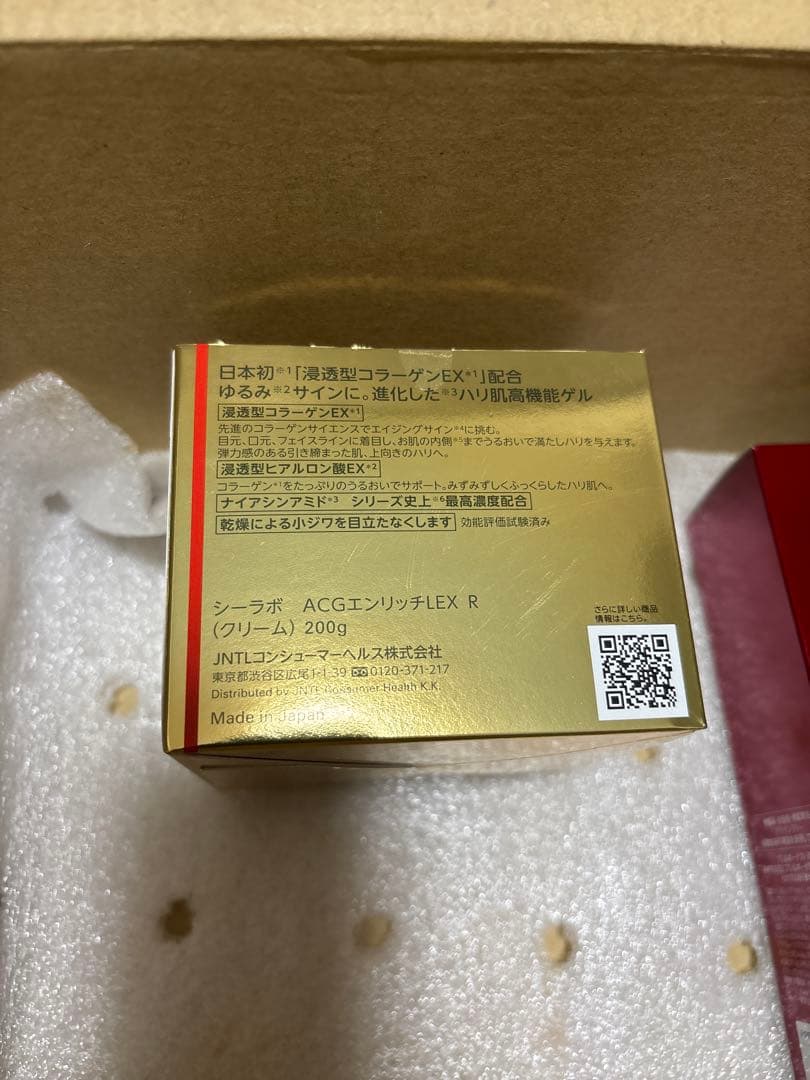 日本初※1「浸透型コラーゲンEX※1」配合
ゆるみ※2サインに。進化した※3ハリ肌高機能ゲル
浸透型コラーゲンEX※1
先進のコラーゲンサイエンスでエイジングサイン※4に挑む。
目元、口元、フェイスラインに着目し、お肌の内側※5までうるおいで満たしハリを与えます。
弾力感のある引き締まった肌、上向きのハリへ。
浸透型ヒアルロン酸EX※2
コラーゲン※1をたっぷりのうるおいでサポート。みずみずしくふっくらしたハリ肌へ。
ナイアシンアミド※3 シリーズ史上※6最高濃度配合
乾燥による小ジワを目立たなくします 効能評価試験済み
シーラボ ACGエンリッチLEX R
(クリーム) 200g
さらに詳しい商品
情報はこちら。
JNTLコンシューマーヘルス株式会社
東京都渋谷区広尾1-1-39 0120-371-217
Distributed by JNTL Consumer Health K.K.
Made in Japan